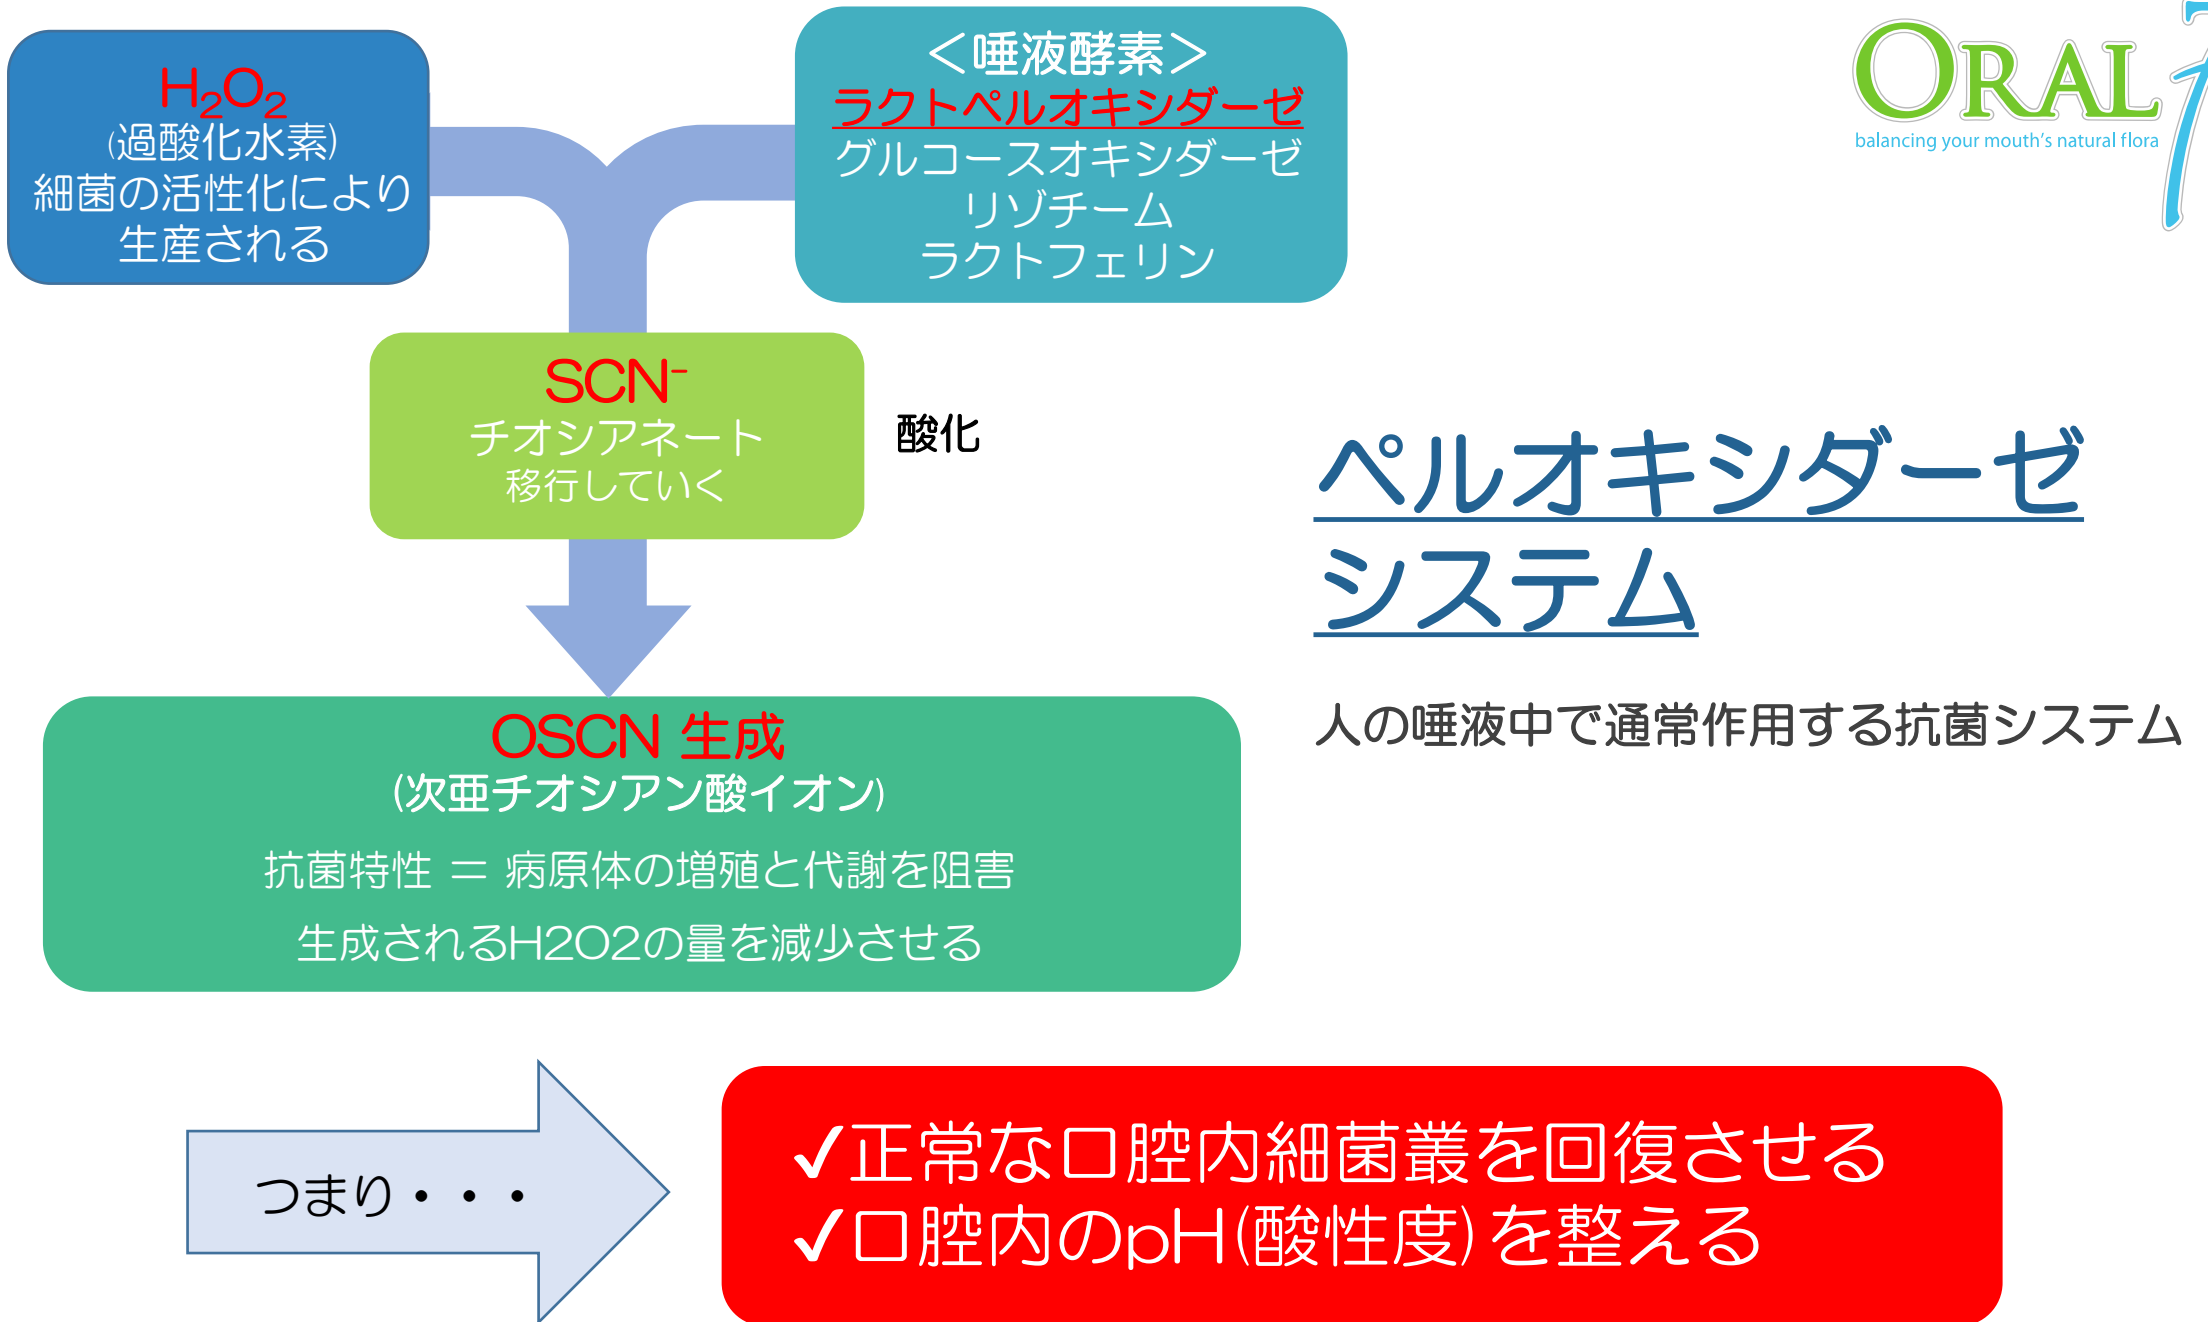 H₂O₂
(過酸化水素)
細菌の活性化により
生産される
＜唾液酵素＞
ラクトペルオキシダーゼ
グルコースオキシダーゼ
リゾチーム
ラクトフェリン
ORAL7
balancing your mouth's natural flora
SCN⁻
チオシアネート
移行していく
酸化
ペルオキシダーゼ
システム
人の唾液中で通常作用する抗菌システム
OSCN 生成
(次亜チオシアン酸イオン)
抗菌特性 ＝ 病原体の増殖と代謝を阻害
生成されるH2O2の量を減少させる
つまり・・・
✓正常な口腔内細菌叢を回復させる
✓口腔内のpH(酸性度)を整える